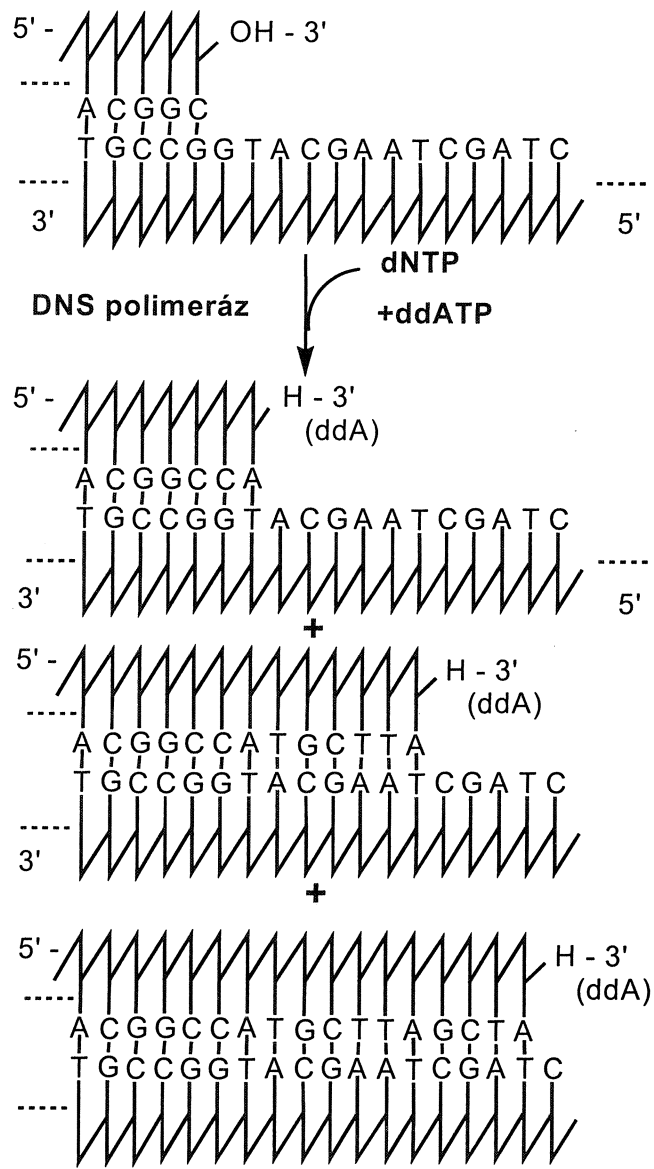 5' - OH - 3'
A C G G C
T G C C G G T A C G A A T C G A T C
3' 5'
dNTP
DNS polimeráz +ddATP
5' - H - 3'
(ddA)
A C G G C C A
T G C C G G T A C G A A T C G A T C
3' 5'
+
5' - H - 3'
(ddA)
A C G G C C A T G C T T A
T G C C G G T A C G A A T C G A T C
3'
+
5' - H - 3'
(ddA)
A C G G C C A T G C T T A G C T A
T G C C G G T A C G A A T C G A T C